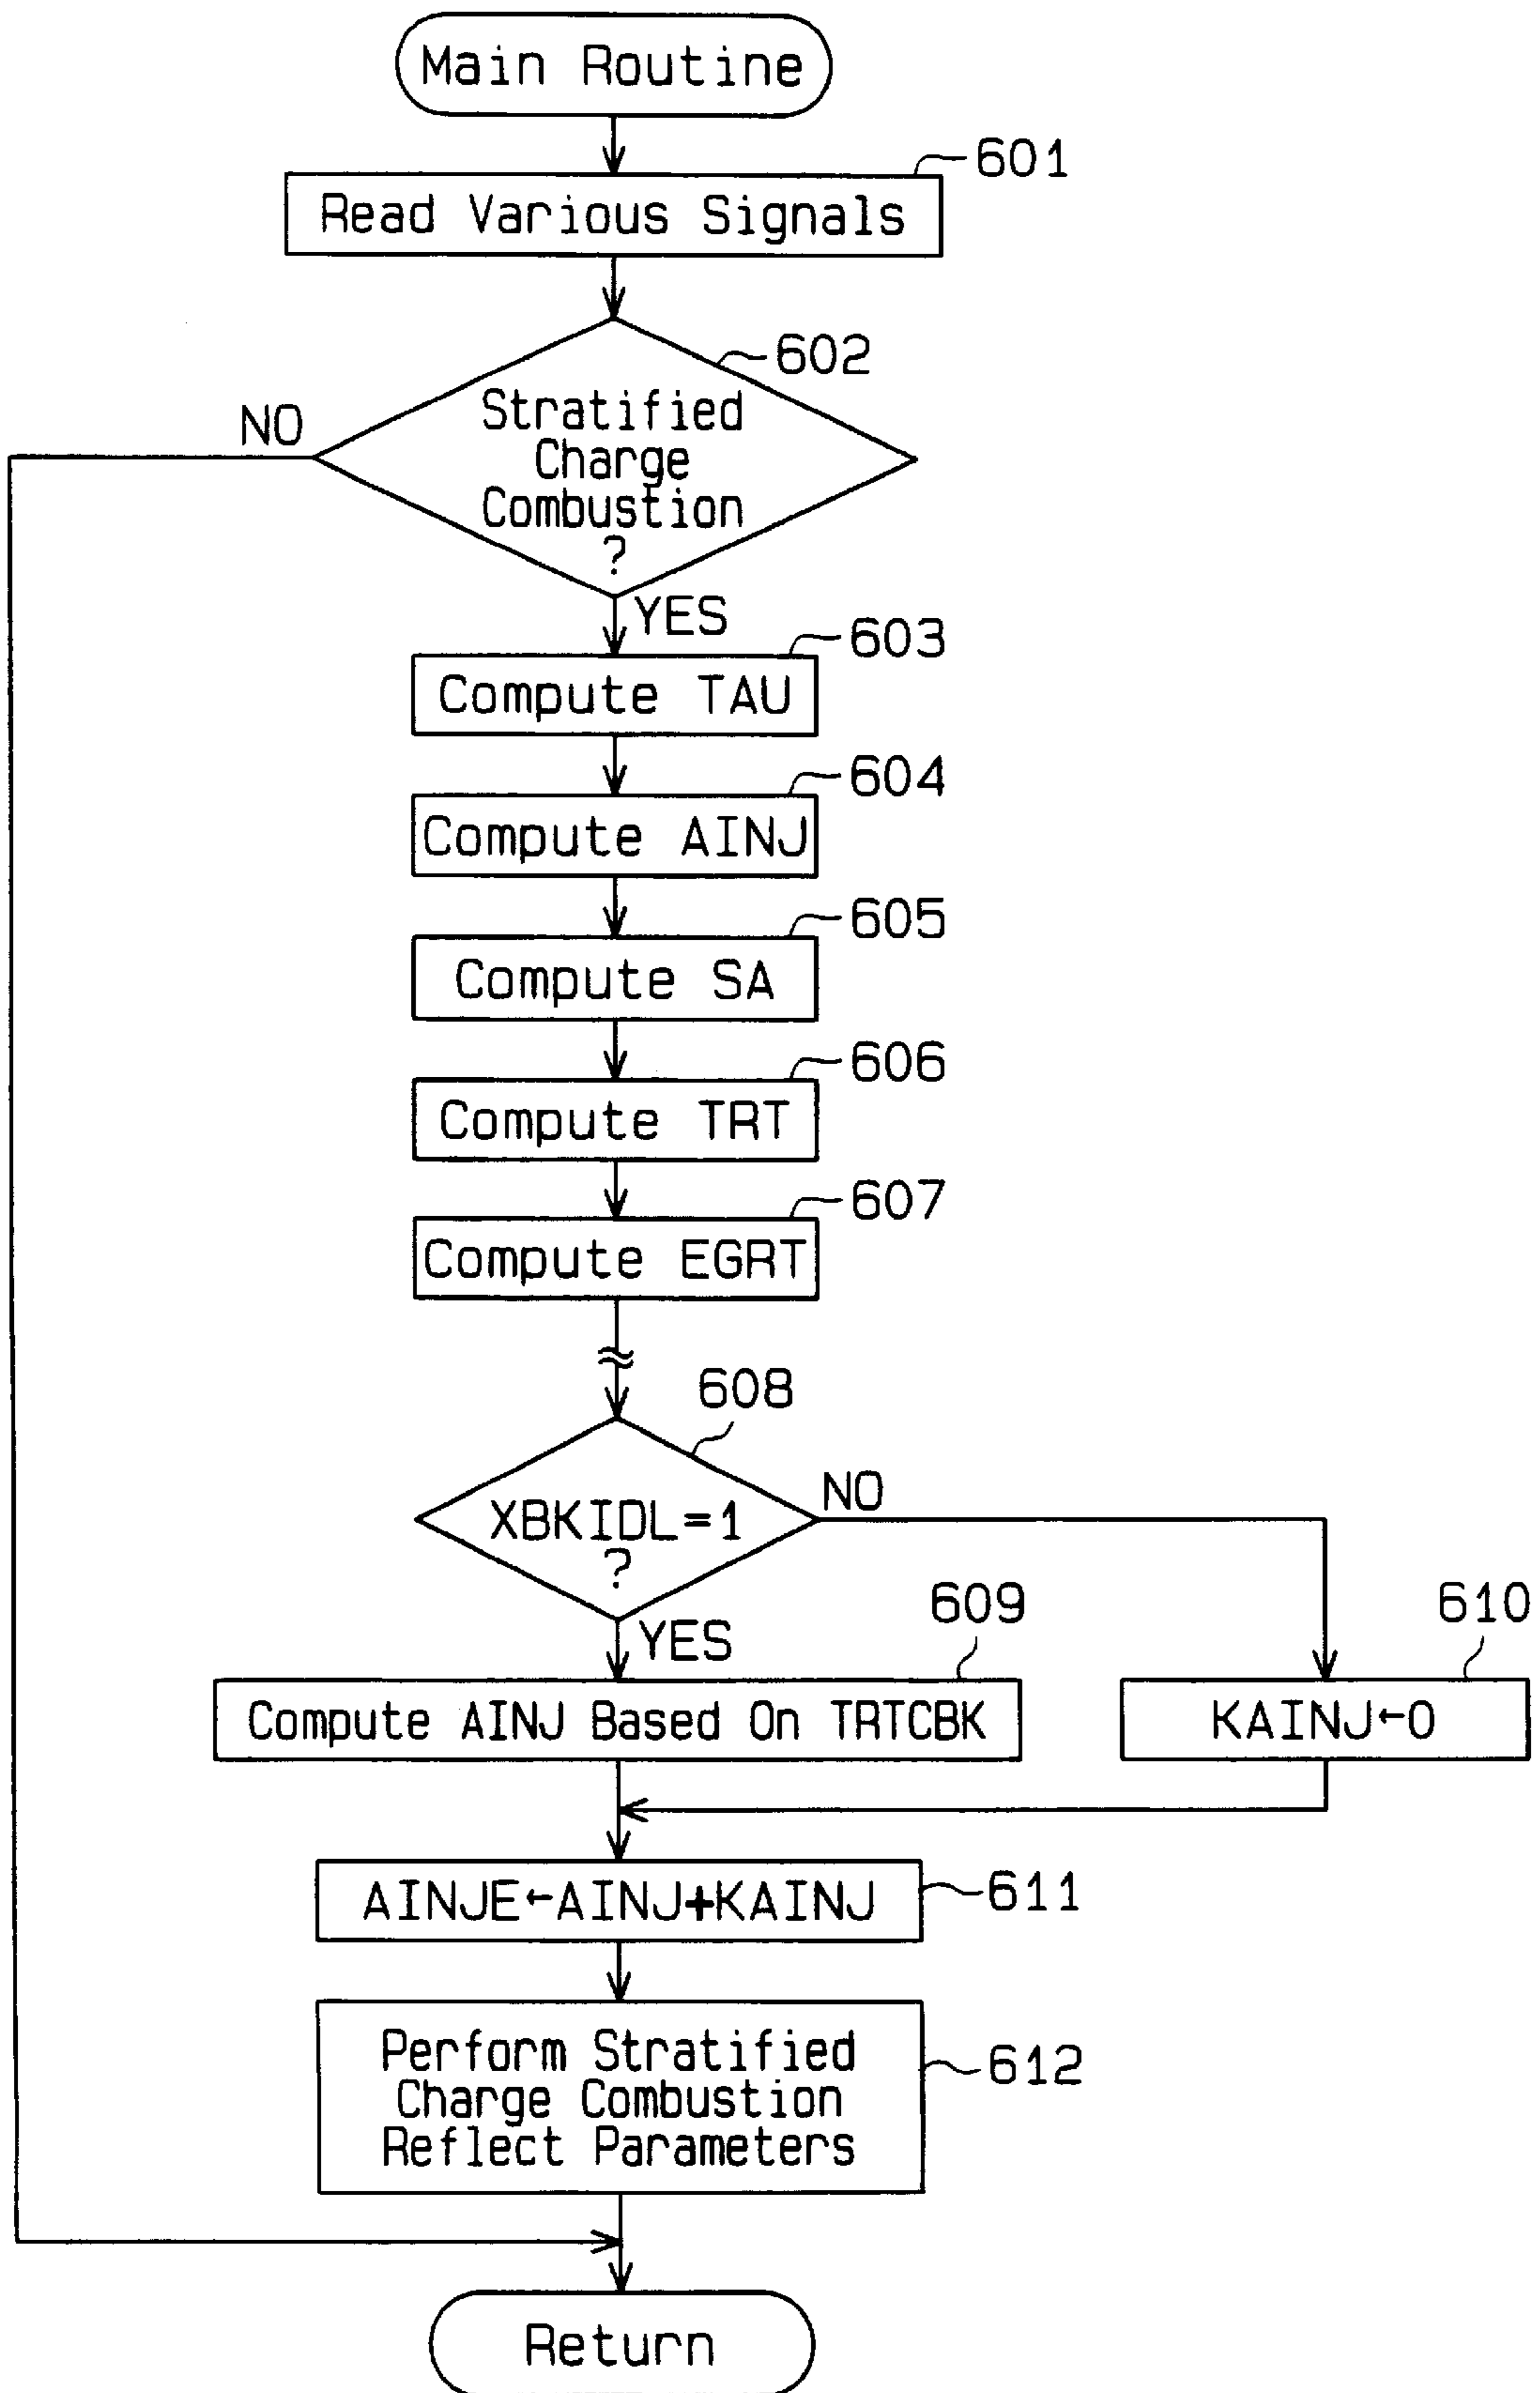 Main Routine
601
Read Various Signals
602
NO
Stratified
Charge
Combustion
?
YES
603
Compute TAU
604
Compute AINJ
605
Compute SA
606
Compute TRT
607
Compute EGRT
608
NO
XBKIDL=1
?
YES
609
610
Compute AINJ Based On TRTCBK
KAINJ←0
AINJE←AINJ+KAINJ
611
Perform Stratified
Charge Combustion
Reflect Parameters
612
Return